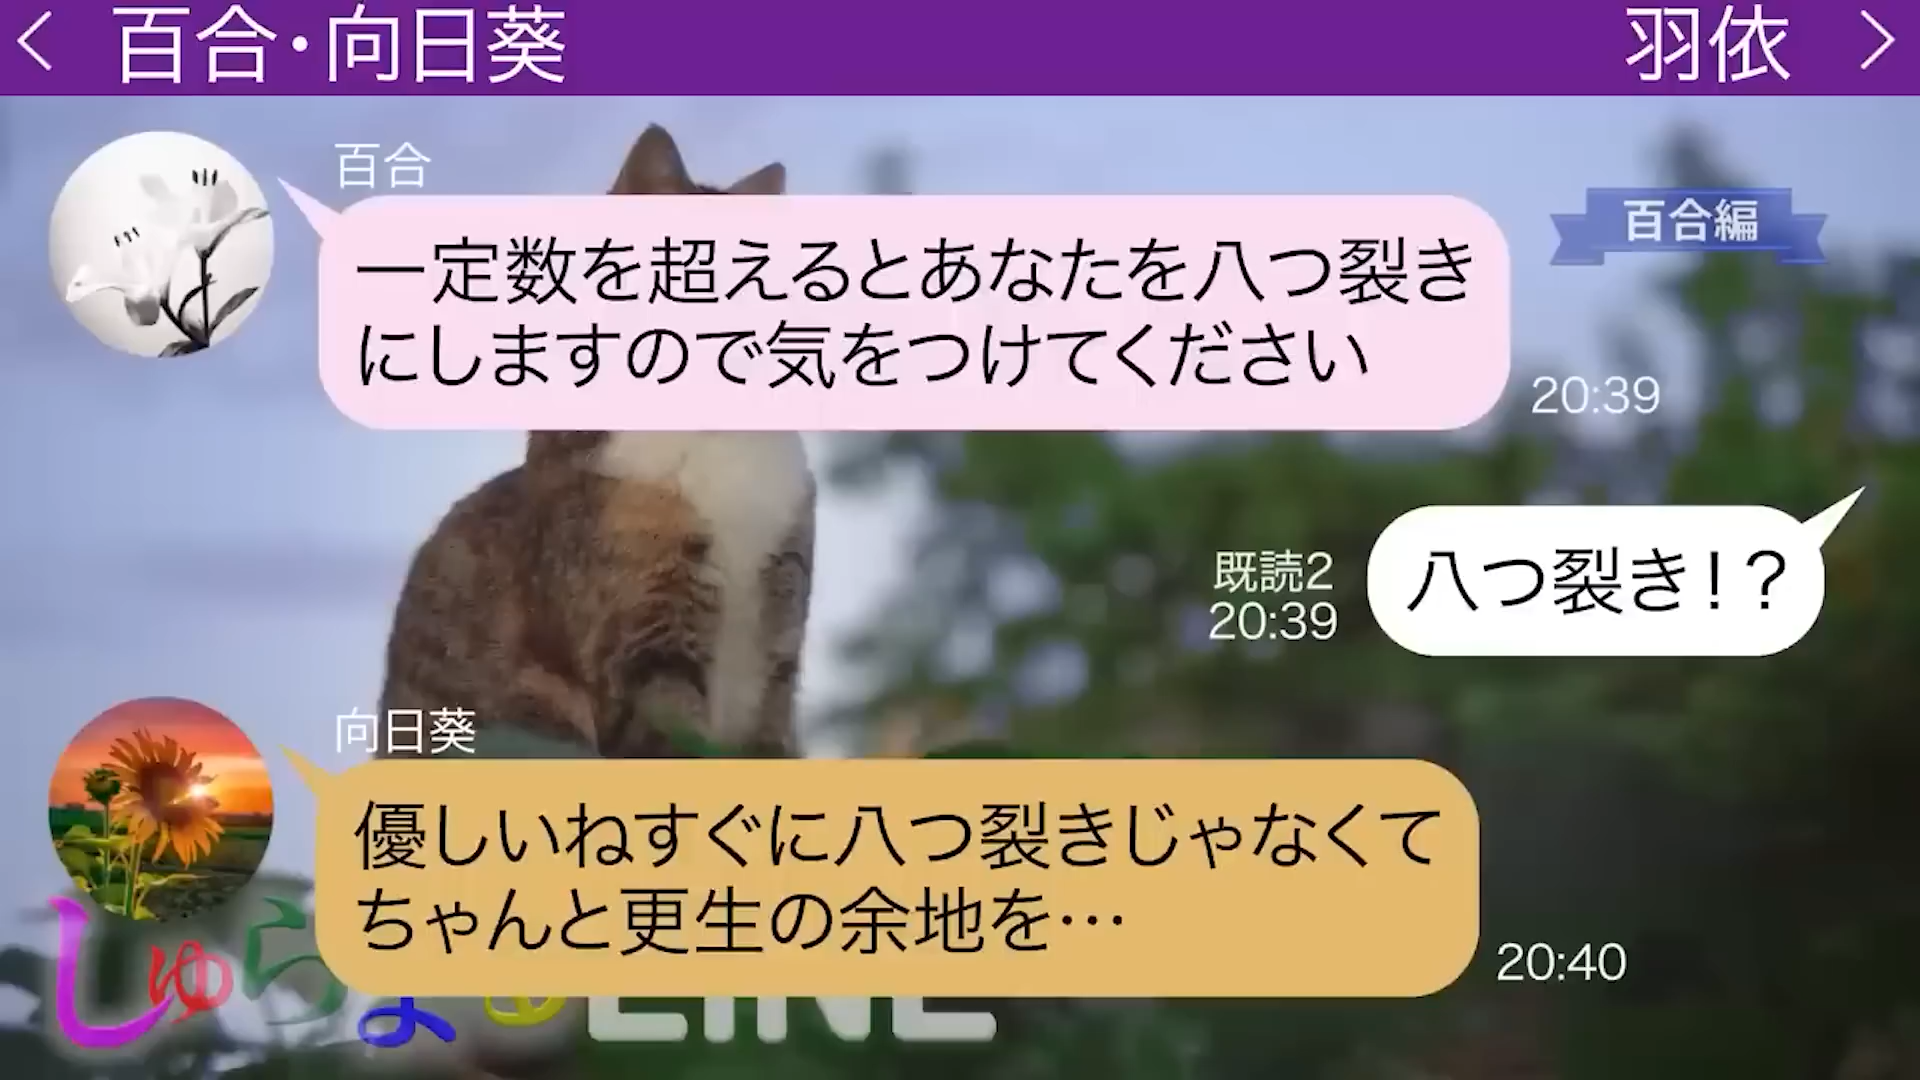 百合・向日葵
羽依
百合
百合編
一定数を超えるとあなたを八つ裂き
にしますので気をつけてください
20:39
八つ裂き！？
既読2
20:39
向日葵
優しいねすぐに八つ裂きじゃなくて
ちゃんと更生の余地を…
20:40
しゅら
LINE